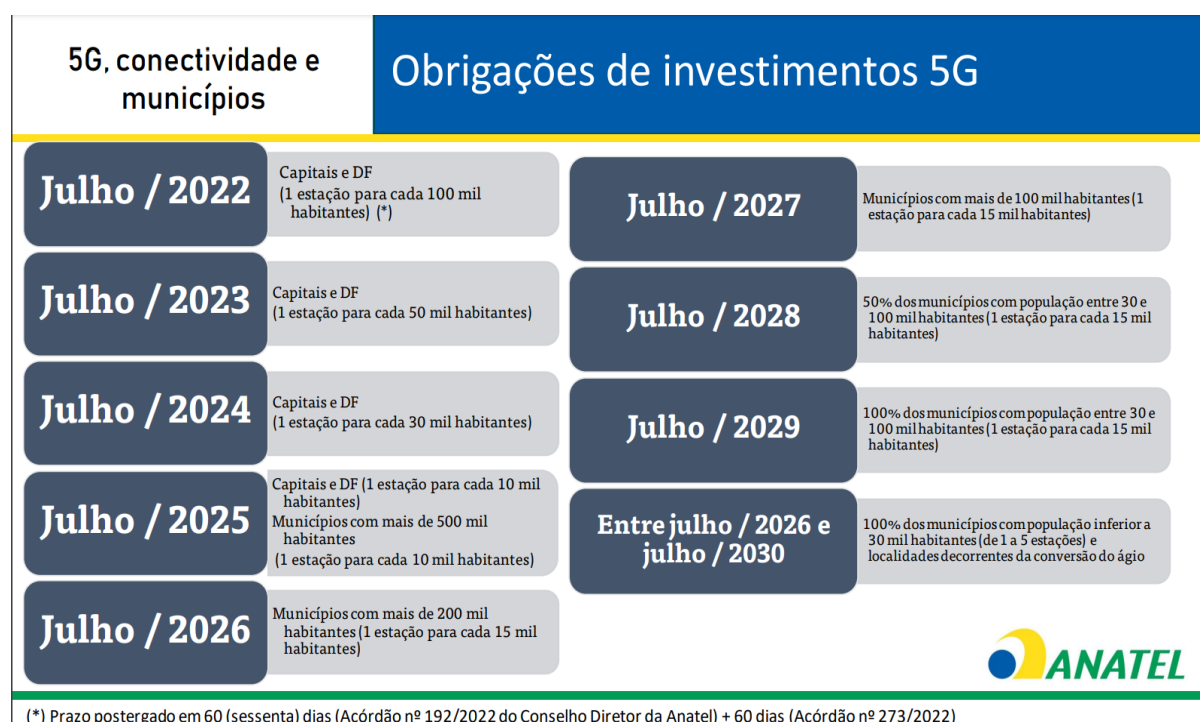 5G, conectividade e
municípios
Obrigações de investimentos 5G
Julho / 2022
Capitais e DF
(1 estação para cada 100 mil
habitantes) (*)
Julho / 2023
Capitais e DF
(1 estação para cada 50 mil habitantes)
Julho / 2024
Capitais e DF
(1 estação para cada 30 mil habitantes)
Julho / 2025
Capitais e DF (1 estação para cada 10 mil
habitantes)
Municípios com mais de 500 mil
habitantes
(1 estação para cada 10 mil habitantes)
Julho / 2026
Municípios com mais de 200 mil
habitantes (1 estação para cada 15 mil
habitantes)
Julho / 2027
Municípios com mais de 100 mil habitantes (1
estação para cada 15 mil habitantes)
Julho / 2028
50% dos municípios com população entre 30 e
100 mil habitantes (1 estação para cada 15 mil
habitantes)
Julho / 2029
100% dos municípios com população entre 30 e
100 mil habitantes (1 estação para cada 15 mil
habitantes)
Entre julho / 2026 e
julho / 2030
100% dos municípios com população inferior a
30 mil habitantes (de 1 a 5 estações) e
localidades decorrentes da conversão do ágio
ANATEL
(*) Prazo postergado em 60 (sessenta) dias (Acórdão nº 192/2022 do Conselho Diretor da Anatel) + 60 dias (Acórdão nº 273/2022)